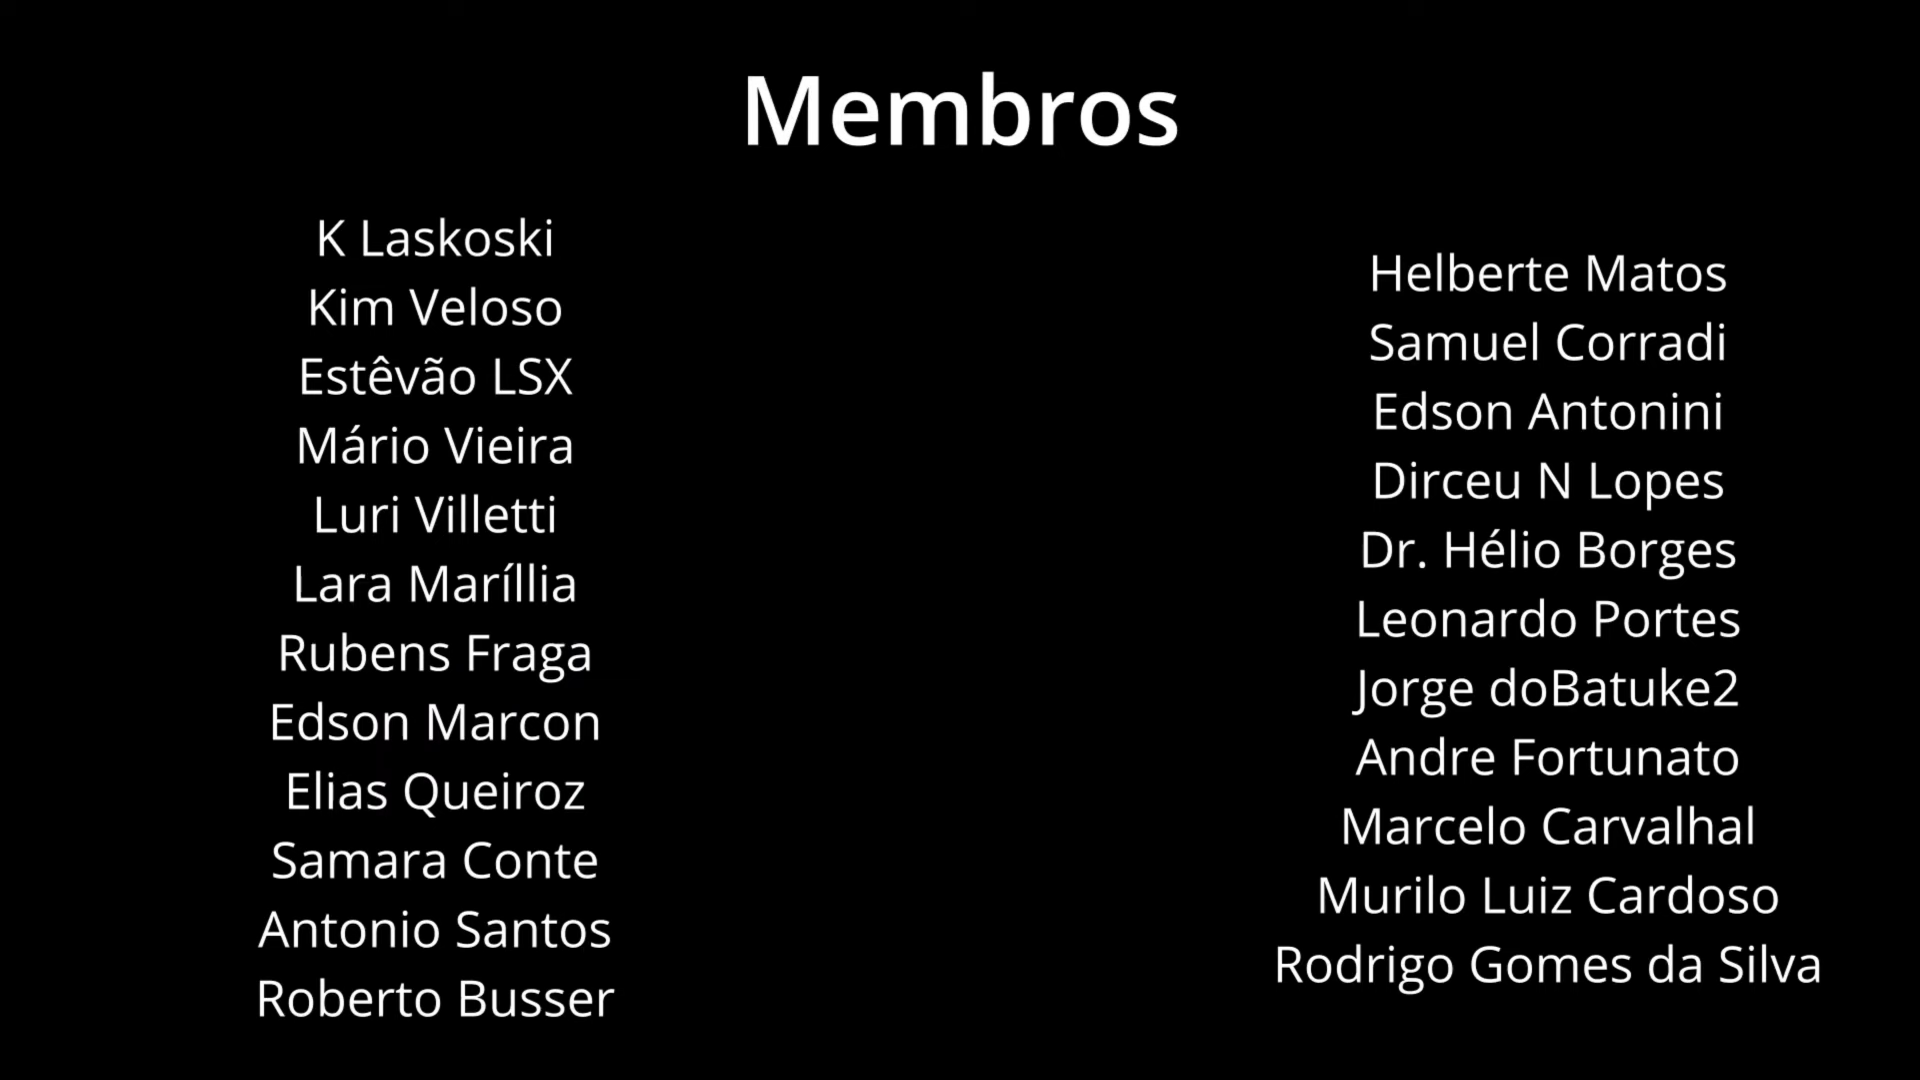 Membros
K Laskoski
Kim Veloso
Estêvão LSX
Mário Vieira
Luri Villetti
Lara Maríllia
Rubens Fraga
Edson Marcon
Elias Queiroz
Samara Conte
Antonio Santos
Roberto Busser
Helberte Matos
Samuel Corradi
Edson Antonini
Dirceu N Lopes
Dr. Hélio Borges
Leonardo Portes
Jorge doBatuke2
Andre Fortunato
Marcelo Carvalhal
Murilo Luiz Cardoso
Rodrigo Gomes da Silva